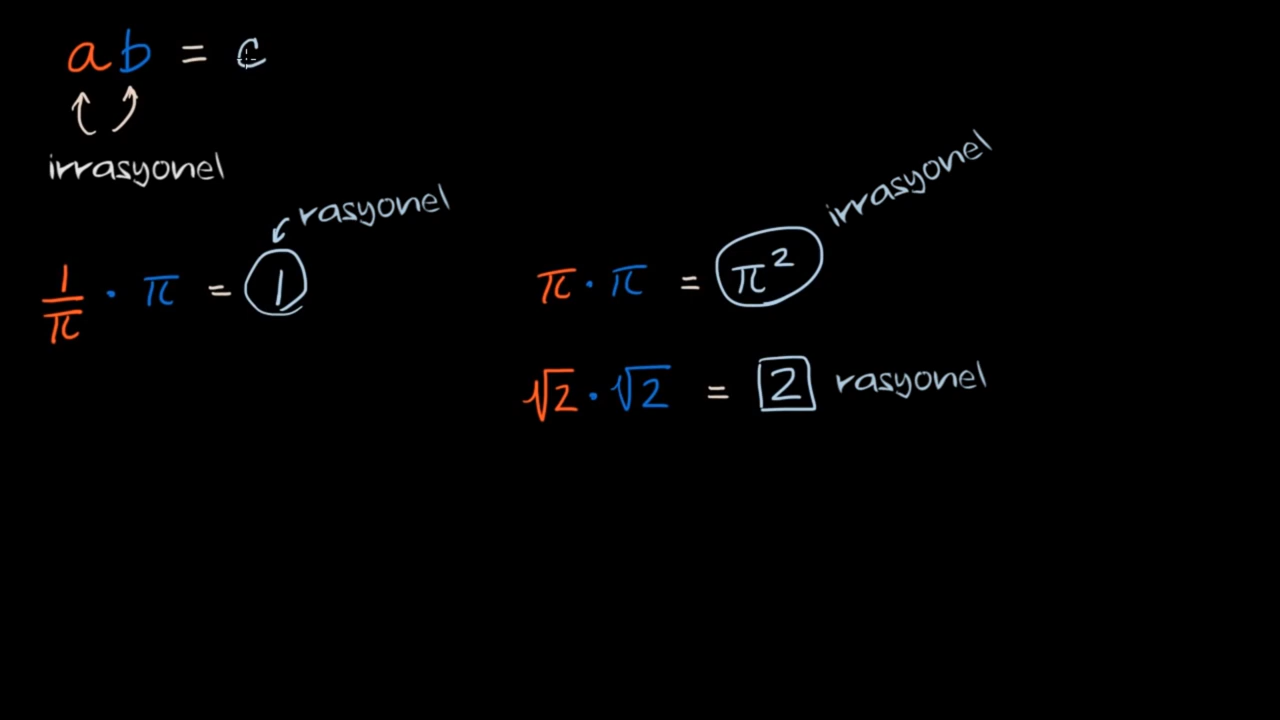 ab = c
irrasyonel
rasyonel
1/π · π = 1
irrasyonel
π · π = π²
√2 · √2 = 2 rasyonel